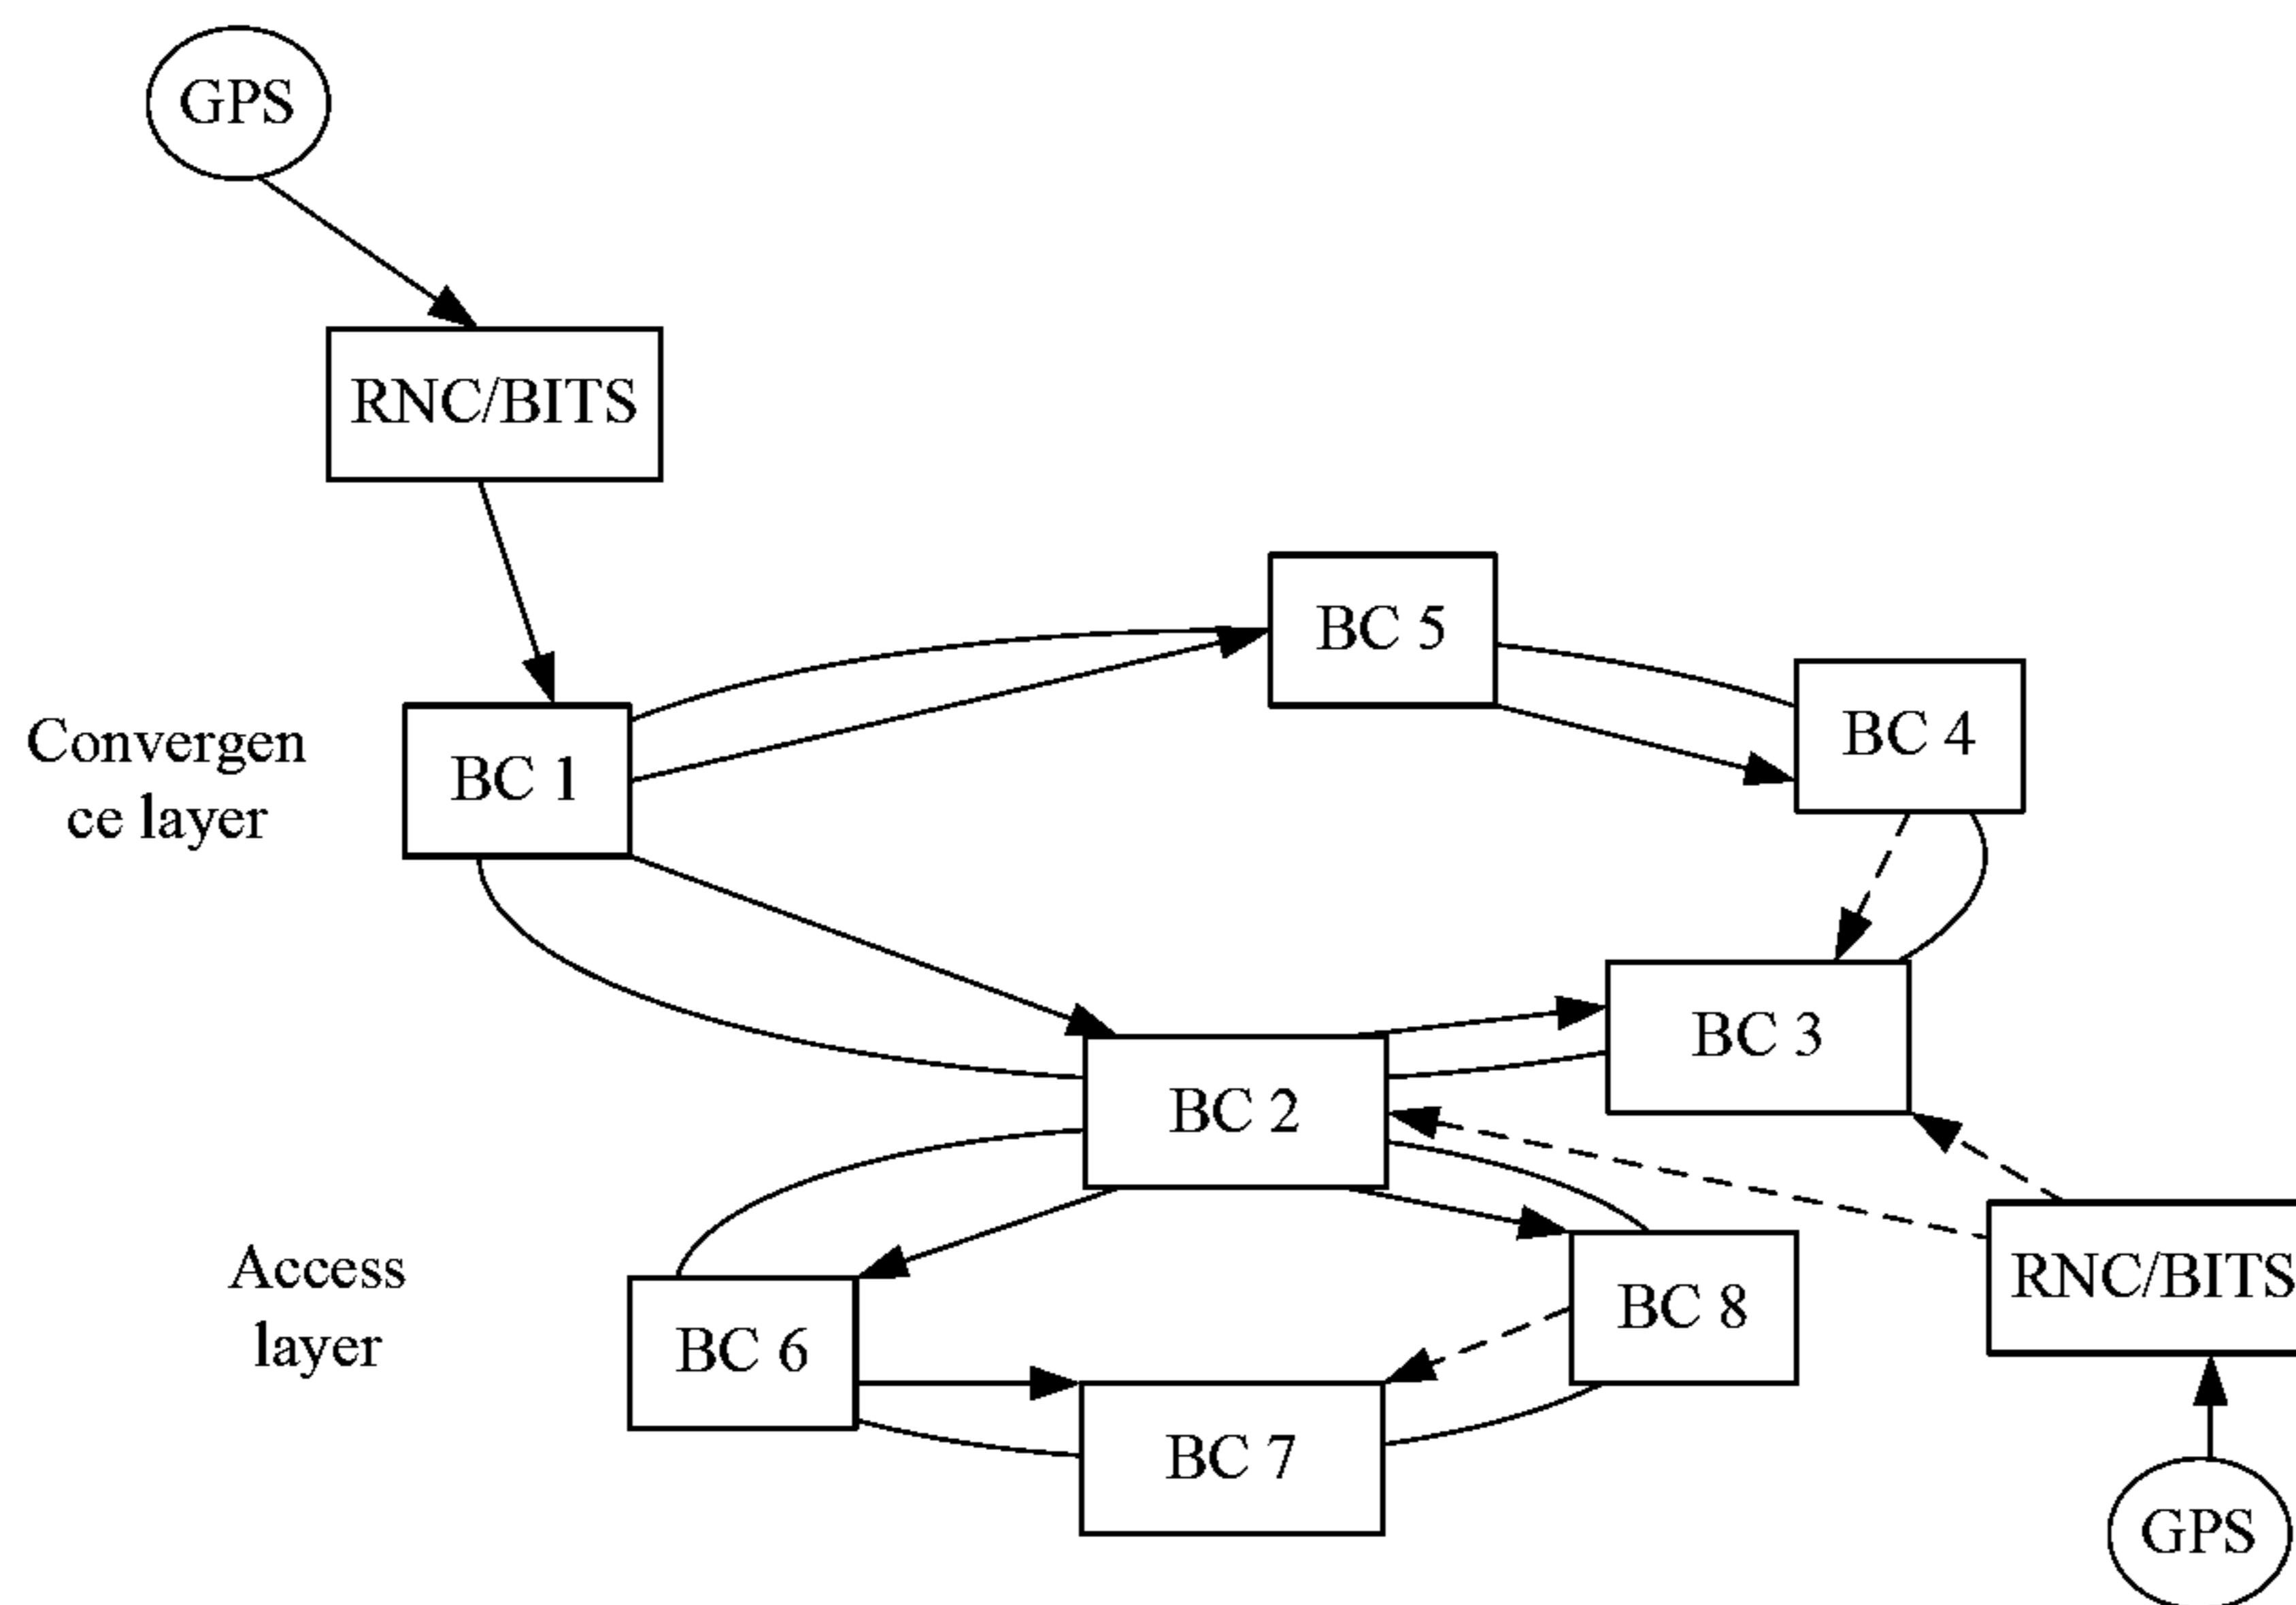 GPS
RNC/BITS
BC 5
BC 4
Convergen
ce layer
BC 1
BC 3
BC 2
Access
layer
BC 8
RNC/BITS
BC 6
BC 7
GPS